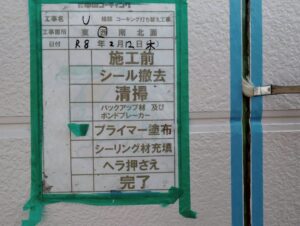 工事名 U 様邸 コーキング打ち替え工事
工事箇所 東 西 南 北 面
日付 R8年2月12日(木)
施工前
シール撤去
清掃
バックアップ材 及び
ボンドブレーカー
プライマー塗布
シーリング材充填
ヘラ押さえ
完了